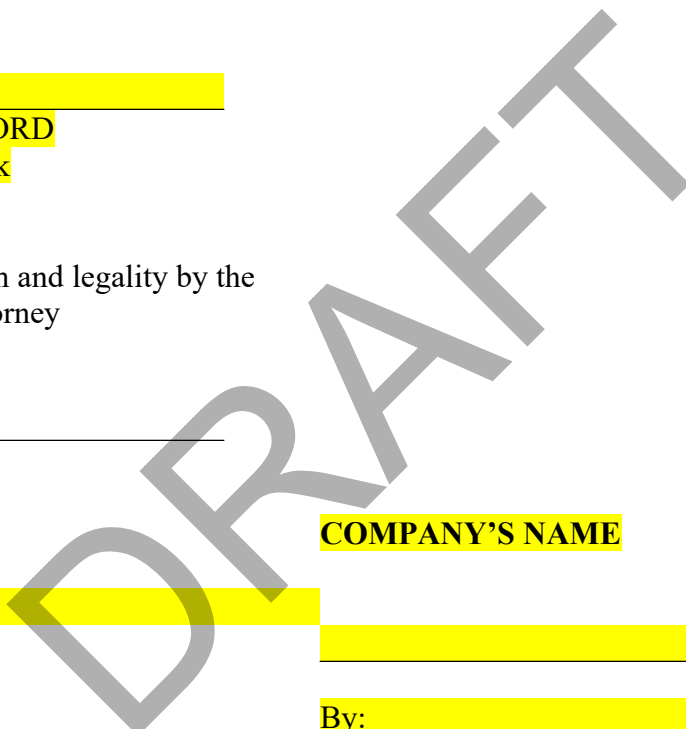 ORD
k
and legality by the
orney
DRAFT
COMPANY’S NAME
By: